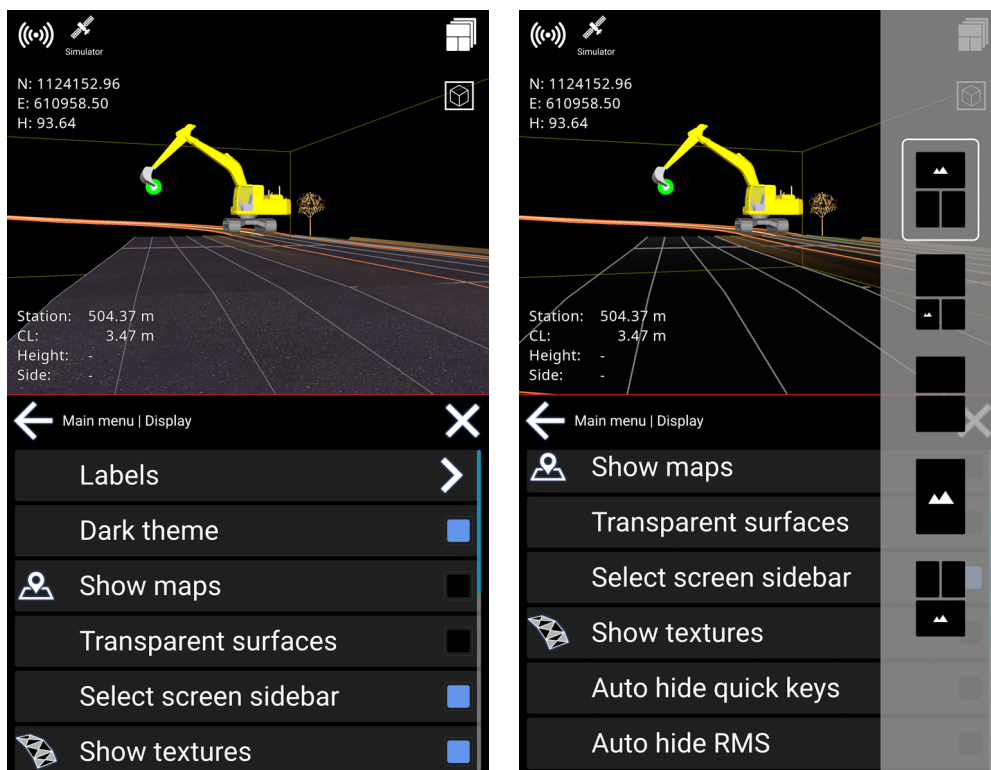 Simulator
N: 1124152.96
E: 610958.50
H: 93.64
Station: 504.37 m
CL: 3.47 m
Height: -
Side: -
Main menu | Display
Labels
Dark theme
Show maps
Transparent surfaces
Select screen sidebar
Show textures
Simulator
N: 1124152.96
E: 610958.50
H: 93.64
Station: 504.37 m
CL: 3.47 m
Height: -
Side: -
Main menu | Display
Show maps
Transparent surfaces
Select screen sidebar
Show textures
Auto hide quick keys
Auto hide RMS